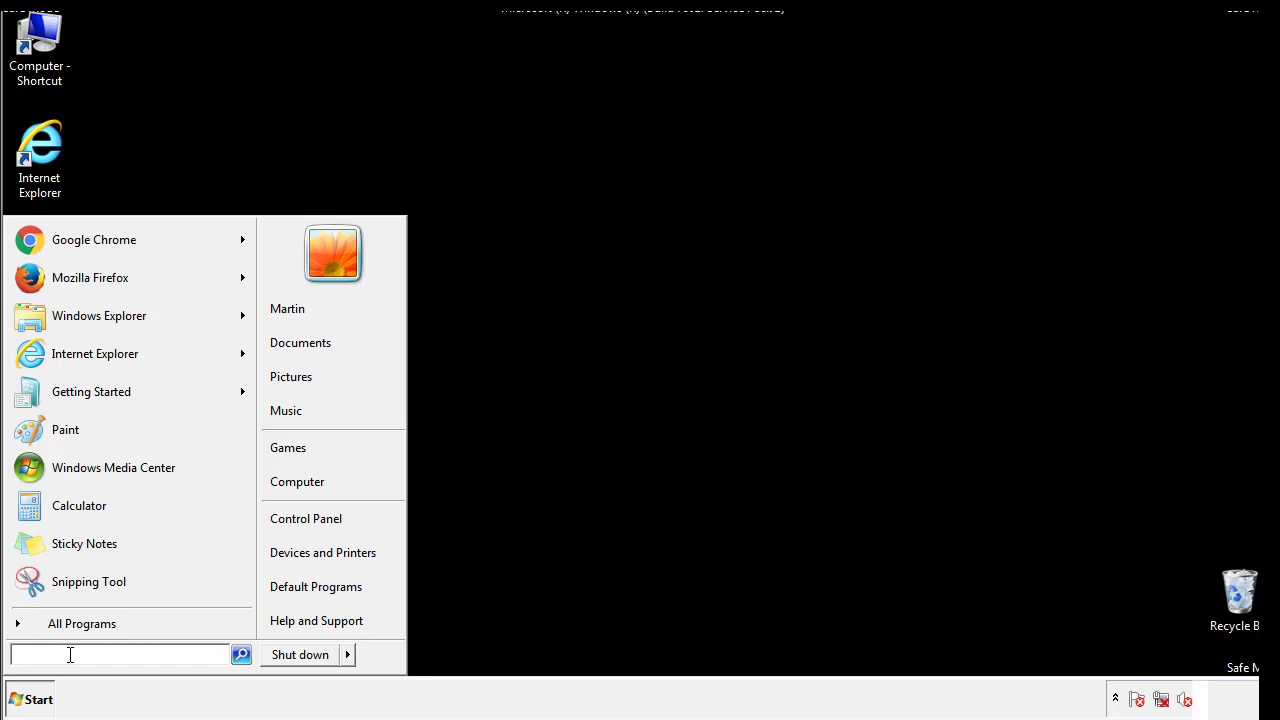 Computer -
Shortcut
Internet
Explorer
Google Chrome
Mozilla Firefox
Windows Explorer
Internet Explorer
Getting Started
Paint
Windows Media Center
Calculator
Sticky Notes
Snipping Tool
All Programs
Martin
Documents
Pictures
Music
Games
Computer
Control Panel
Devices and Printers
Default Programs
Help and Support
Shut down
Recycle B
Safe M
Start